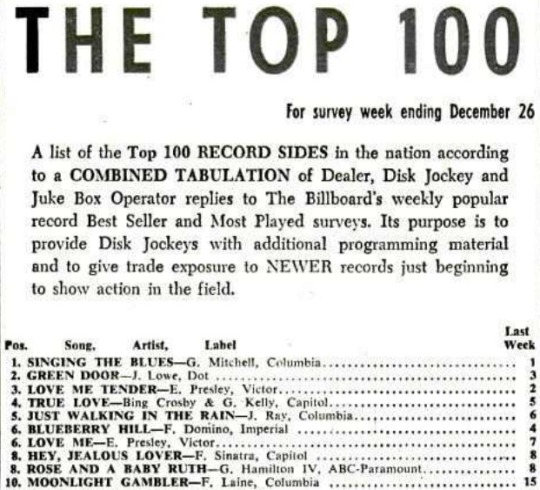 THE TOP 100
For survey week ending December 26
A list of the Top 100 RECORD SIDES in the nation according
to a COMBINED TABULATION of Dealer, Disk Jockey and
Juke Box Operator replies to The Billboard's weekly popular
record Best Seller and Most Played surveys. Its purpose is to
provide Disk Jockeys with additional programming material
and to give trade exposure to NEWER records just beginning
to show action in the field.
Last
Pos. Song, Artist, Label Week
1. SINGING THE BLUES—G. Mitchell, Columbia 1
2. GREEN DOOR—J. Lowe, Dot 3
3. LOVE ME TENDER—E. Presley, Victor 2
4. TRUE LOVE—Bing Crosby & G. Kelly, Capitol 5
5. JUST WALKING IN THE RAIN—J. Ray, Columbia 6
6. BLUEBERRY HILL—F. Domino, Imperial 4
6. LOVE ME—E. Presley, Victor 7
8. HEY, JEALOUS LOVER—F. Sinatra, Capitol 8
8. ROSE AND A BABY RUTH—G. Hamilton IV, ABC-Paramount 8
10. MOONLIGHT GAMBLER—F. Laine, Columbia 15